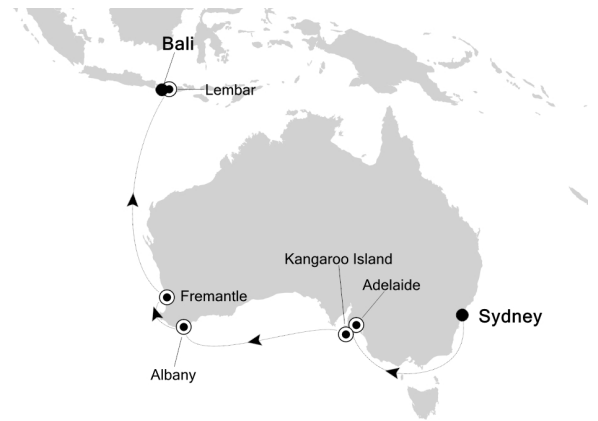 Bali
Lembar
Kangaroo Island
Adelaide
Fremantle
Sydney
Albany